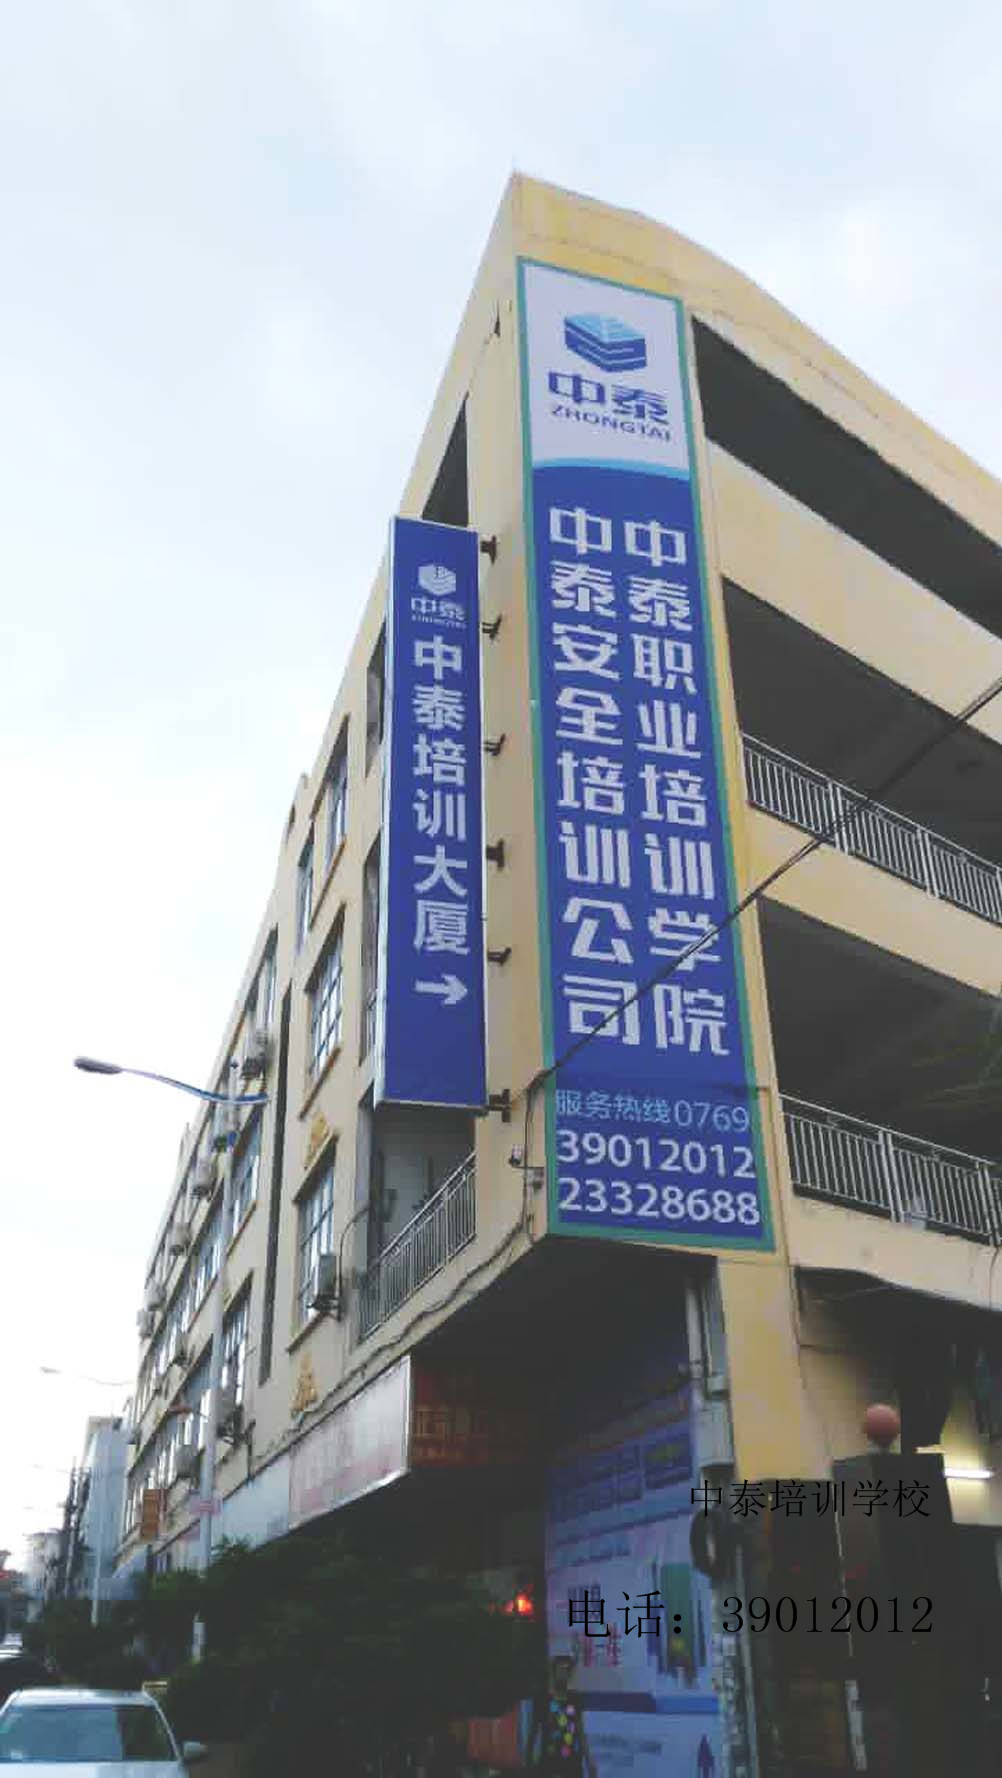 中泰
ZHONGTAI
中泰职业培训学院
中泰安全培训公司
服务热线0769
39012012
23328688
中泰
ZHONGTAI
中泰培训大厦
→
中泰培训学校
电话：39012012